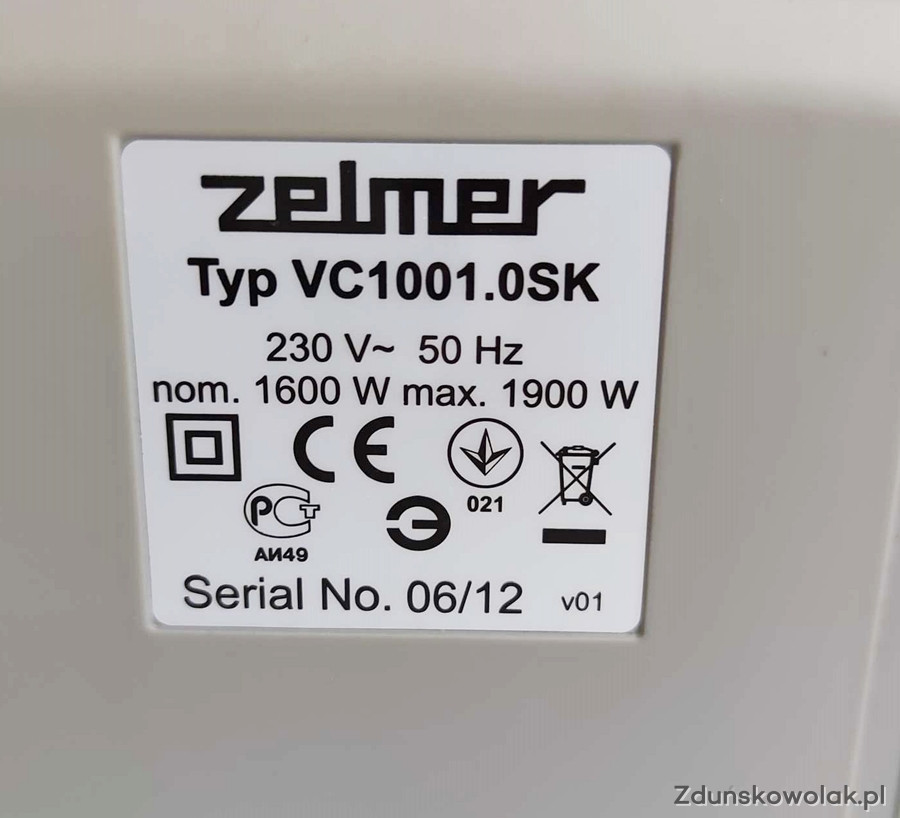 zelmer
Typ VC1001.0SK
230 V~ 50 Hz
nom. 1600 W max. 1900 W
CE
021
РСТ
АИ49
Serial No. 06/12 v01
Zdunskowolak.pl